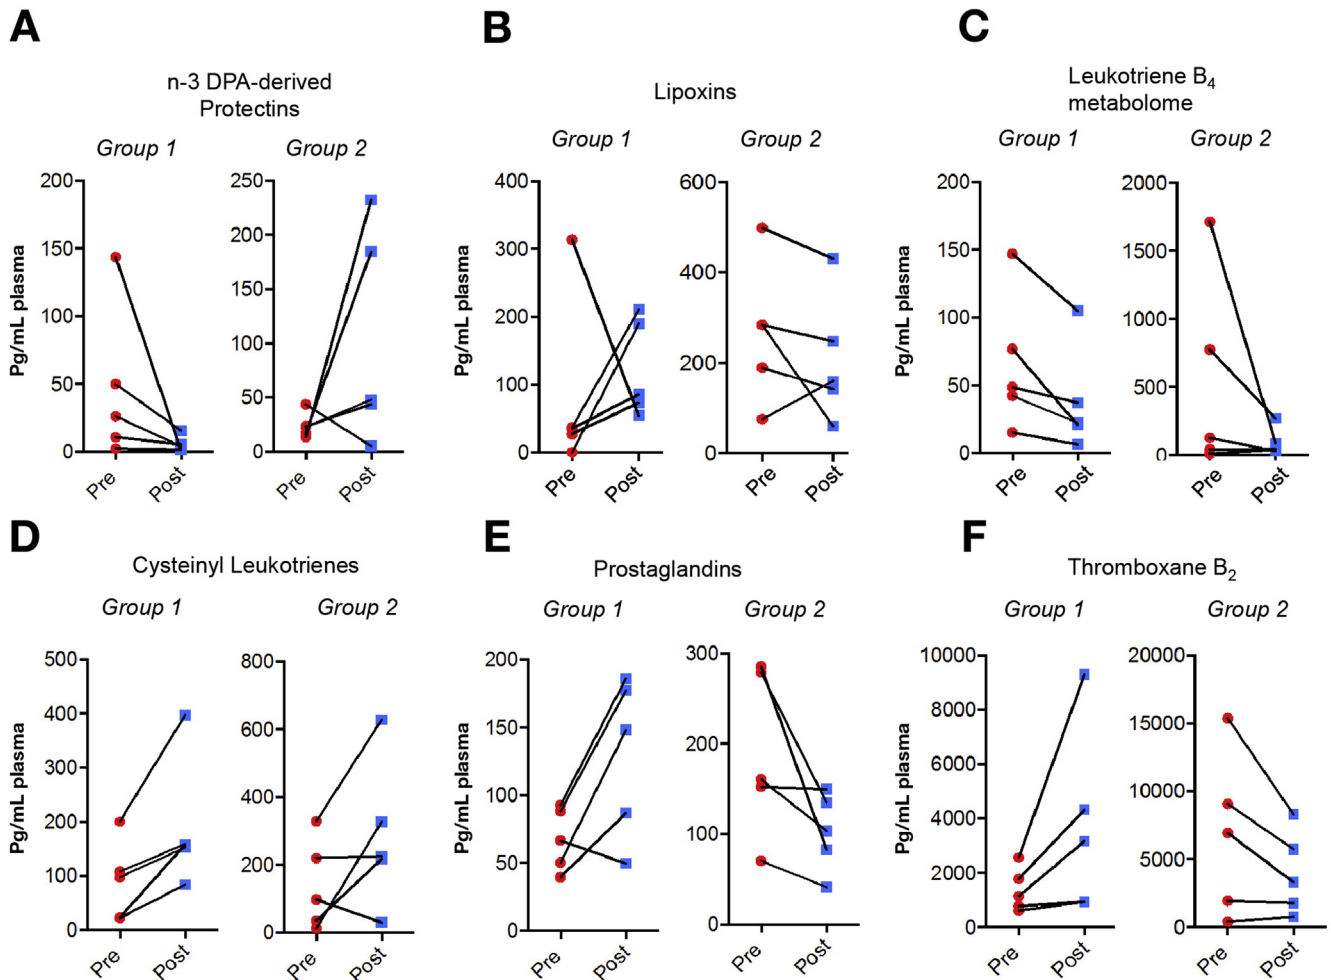 A
n-3 DPA-derived
Protectins
Group 1
Group 2
Pg/mL plasma
200
150
100
50
0
Pre
Post
250
200
150
100
50
0
Pre
Post
B
Lipoxins
Group 1
Group 2
Pg/mL plasma
400
300
200
100
0
Pre
Post
600
400
200
0
Pre
Post
C
Leukotriene B4
metabolome
Group 1
Group 2
Pg/mL plasma
200
150
100
50
0
Pre
Post
2000
1500
1000
500
0
Pre
Post
D
Cysteinyl Leukotrienes
Group 1
Group 2
Pg/mL plasma
500
400
300
200
100
0
Pre
Post
800
600
400
200
0
Pre
Post
E
Prostaglandins
Group 1
Group 2
Pg/mL plasma
200
150
100
50
0
Pre
Post
300
200
100
0
Pre
Post
F
Thromboxane B2
Group 1
Group 2
Pg/mL plasma
10000
8000
6000
4000
2000
0
Pre
Post
20000
15000
10000
5000
0
Pre
Post